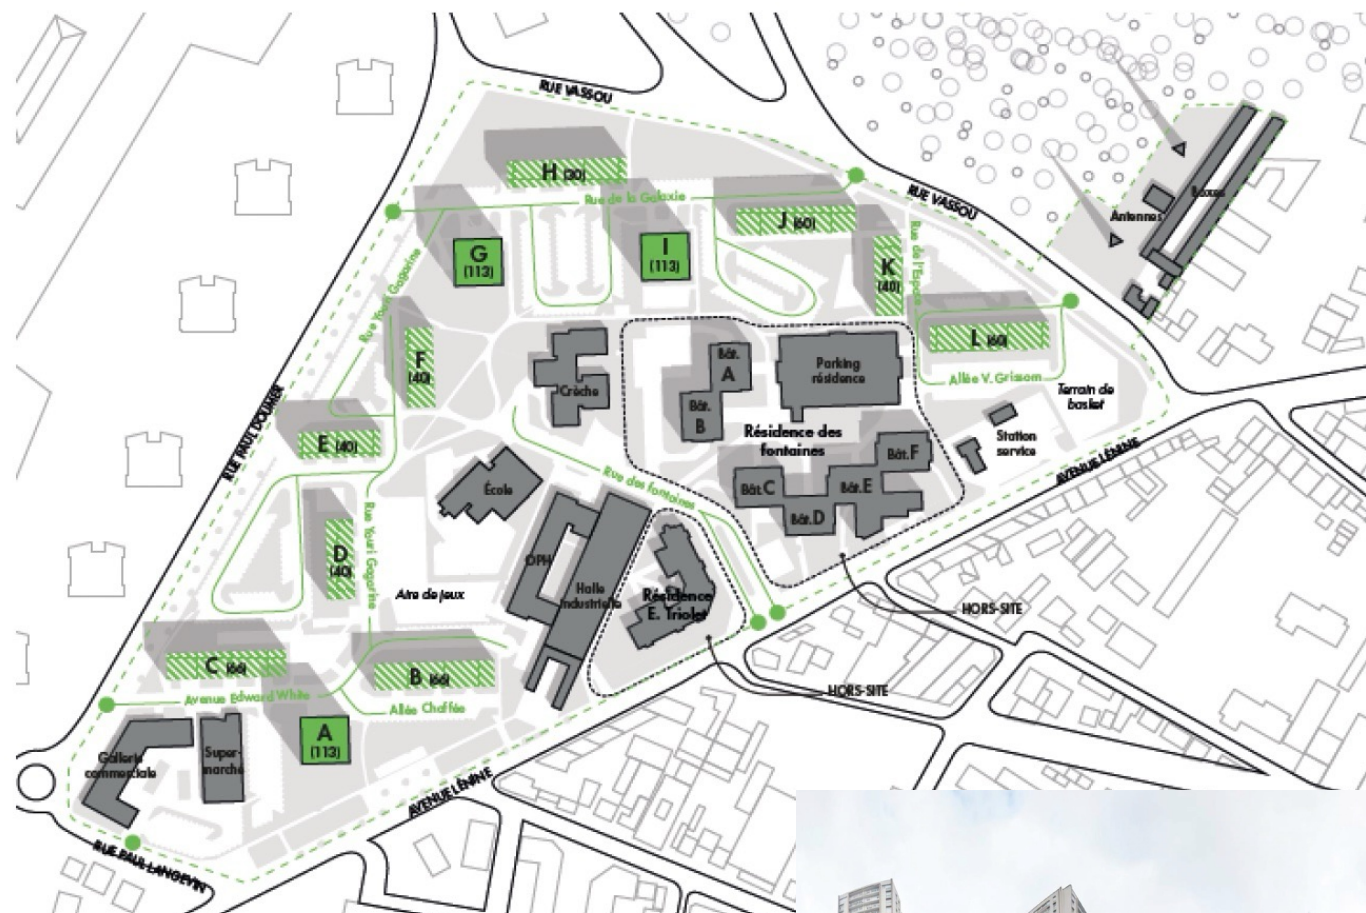 RUE VASSOU
H (30)
Rue de la Galaxie
RUE VASSOU
Antennes
Boxes
J (60)
G
(113)
I
(113)
K
(40)
Rue de l'Espace
Rue Youri Gagarine
L (60)
F
(40)
Crèche
Bât.
A
Parking
résidence
Allée V. Grissom
Terrain de
basket
Bât.
B
RUE PAUL DOUMER
E (40)
Résidence des
fontaines
Station
service
Bât.F
AVENUE LÉNINE
École
Rue des fontaines
Bât.C
Bât.E
Bât.D
Rue Youri Gagarine
D
(40)
OPH
Halle
industrielle
Aire de jeux
Résidence
E. Triolet
HORS-SITE
C (66)
B (66)
HORS-SITE
Avenue Edward White
Allée Chaffée
A
(113)
Gallerie
commerciale
Super-
marché
AVENUE LÉNINE
RUE PAUL LANGEVIN